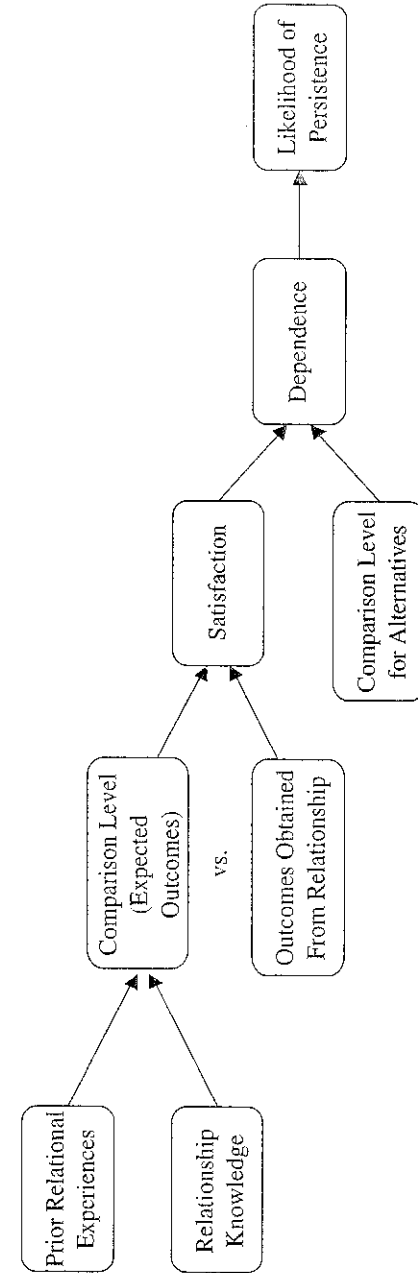 Prior Relational
Experiences
Relationship
Knowledge
Comparison Level
(Expected
Outcomes)
vs.
Outcomes Obtained
From Relationship
Satisfaction
Comparison Level
for Alternatives
Dependence
Likelihood of
Persistence